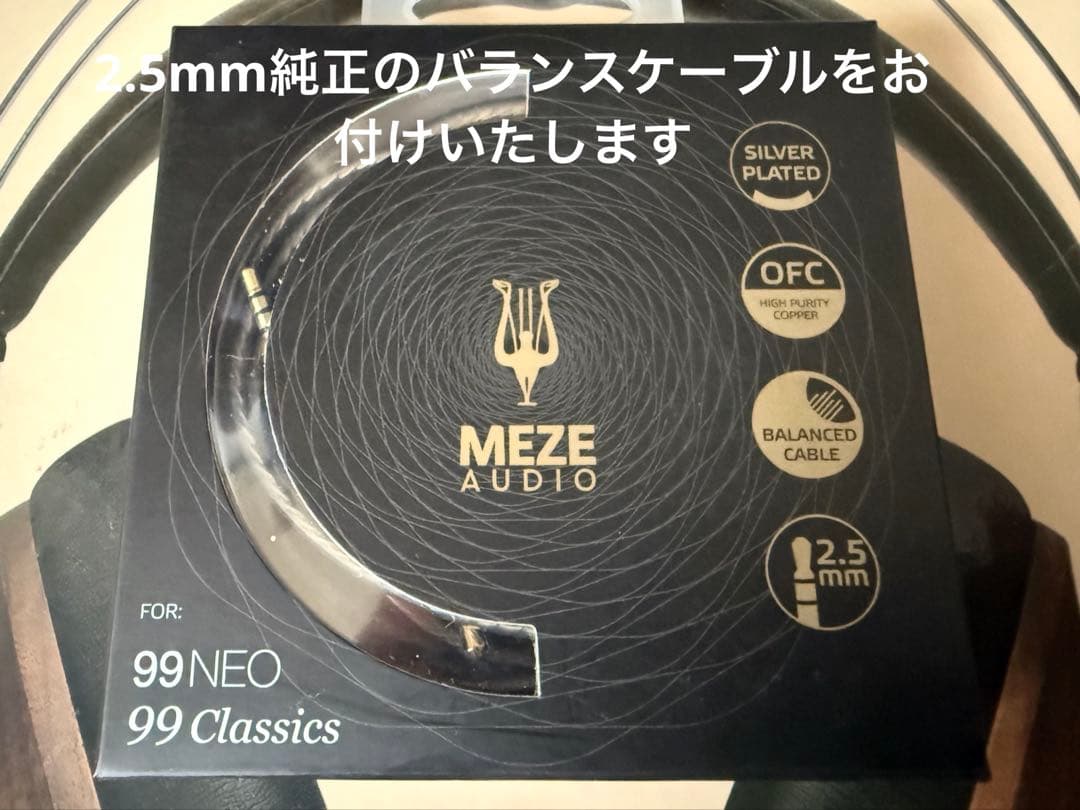 2.5mm純正のバランスケーブルをお
付けいたします
SILVER
PLATED
OFC
HIGH PURITY
COPPER
MEZE
AUDIO
BALANCED
CABLE
2.5
mm
FOR:
99 NEO
99 Classics